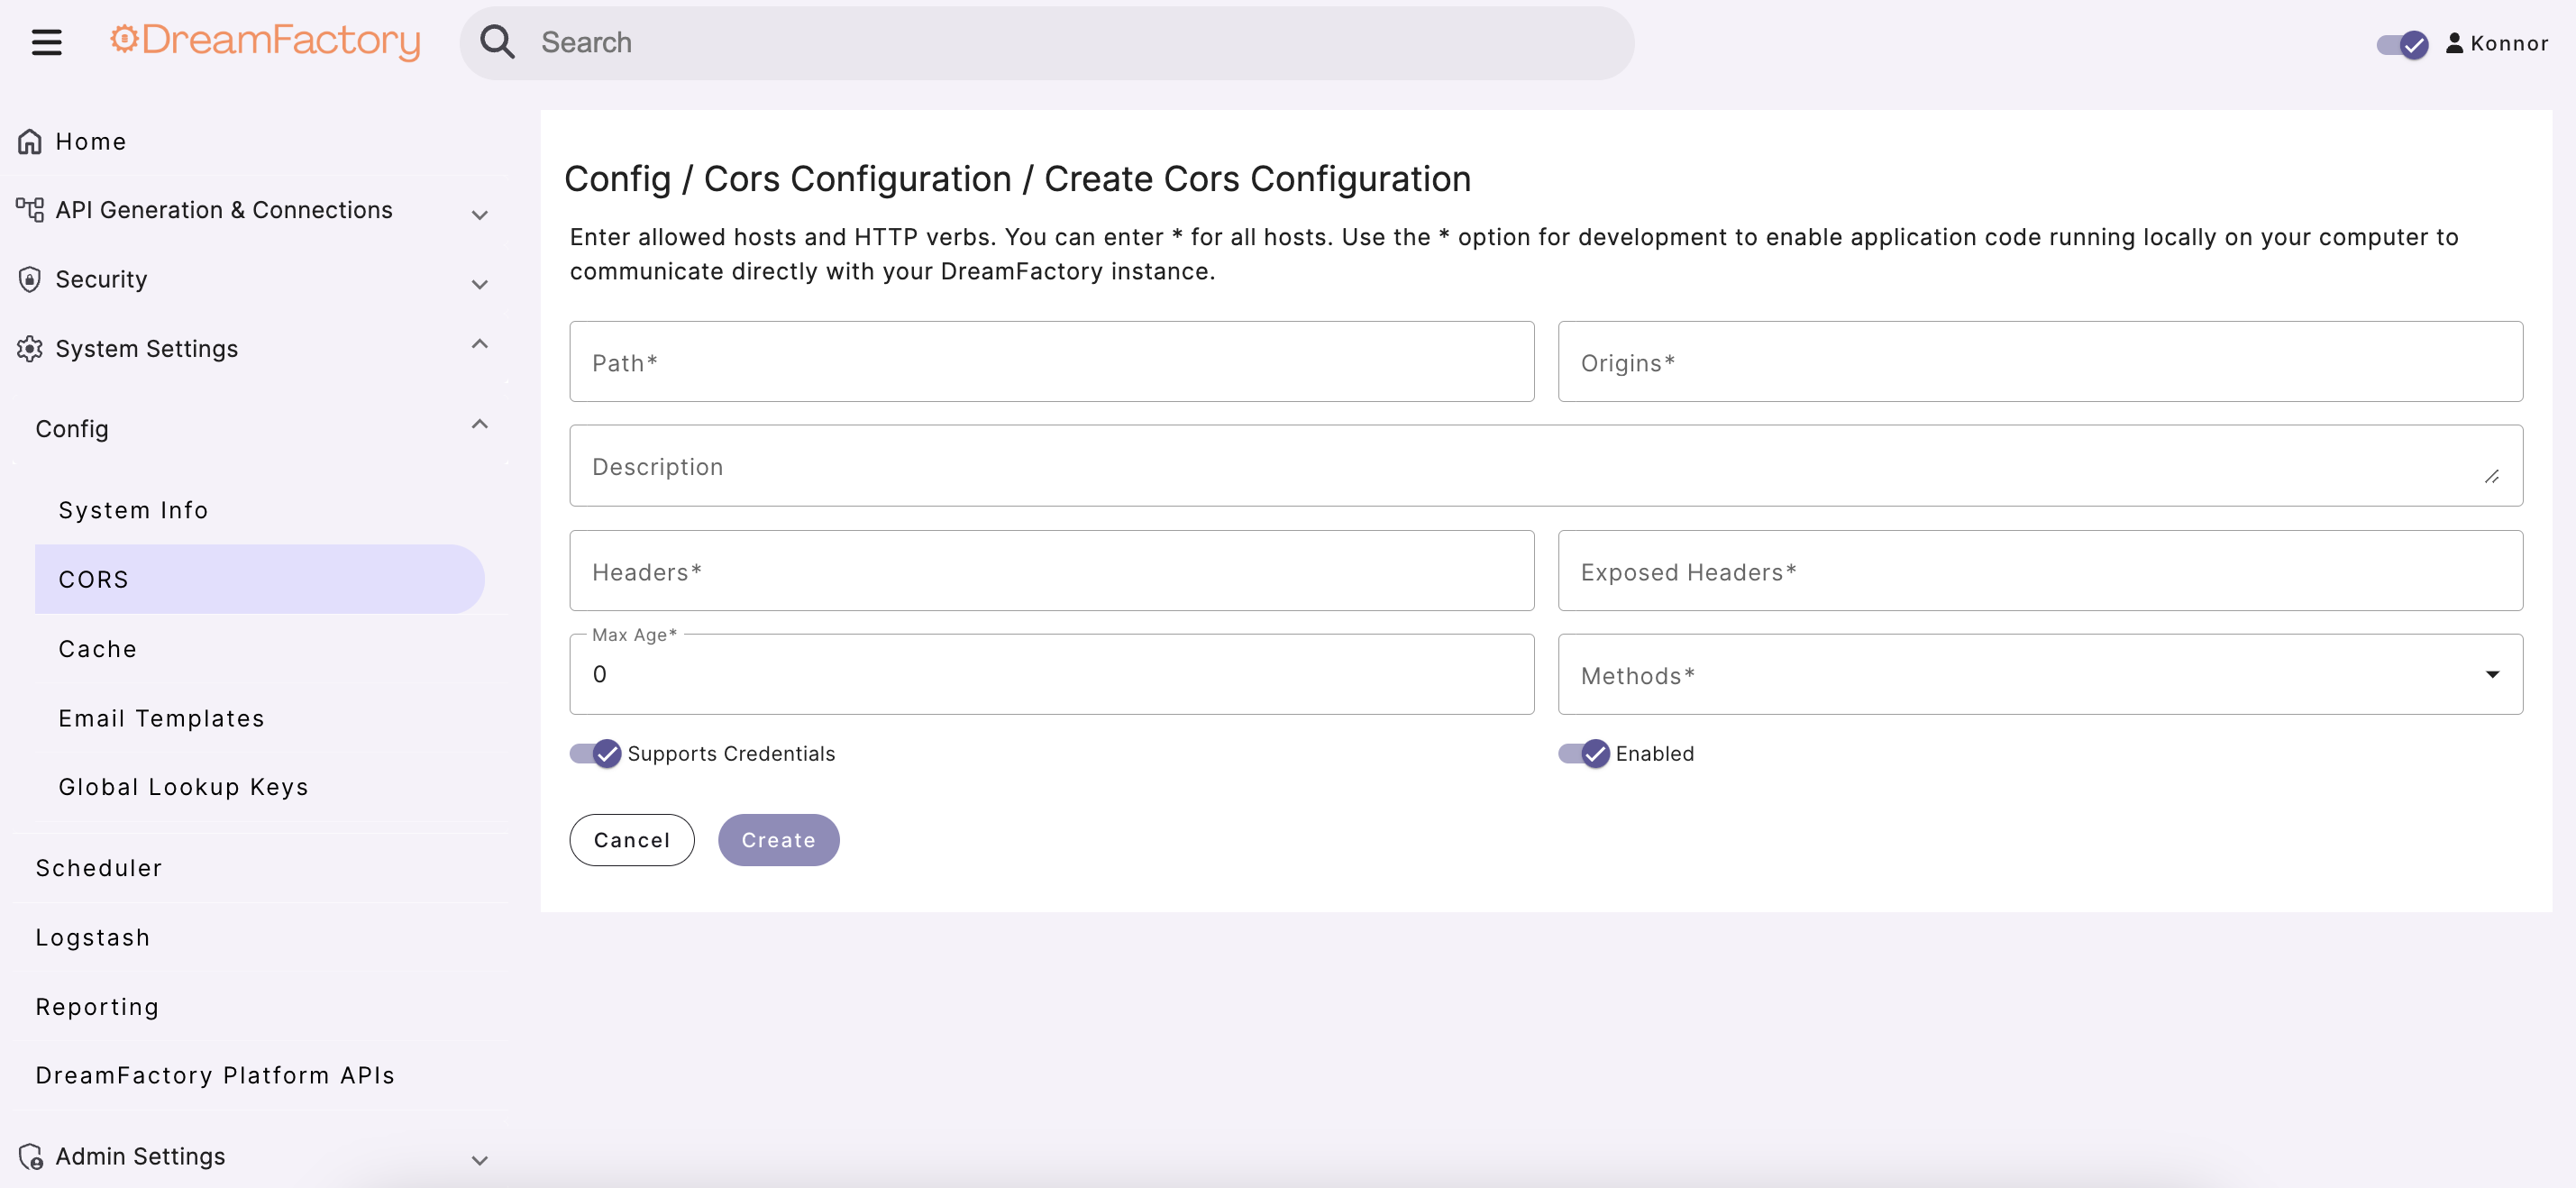 DreamFactory
Search
Konnor
Home
API Generation & Connections
Security
System Settings
Config
System Info
CORS
Cache
Email Templates
Global Lookup Keys
Scheduler
Logstash
Reporting
DreamFactory Platform APIs
Admin Settings
Config / Cors Configuration / Create Cors Configuration
Enter allowed hosts and HTTP verbs. You can enter * for all hosts. Use the * option for development to enable application code running locally on your computer to
communicate directly with your DreamFactory instance.
Path*
Origins*
Description
Headers*
Exposed Headers*
Max Age*
0
Methods*
Supports Credentials
Enabled
Cancel
Create